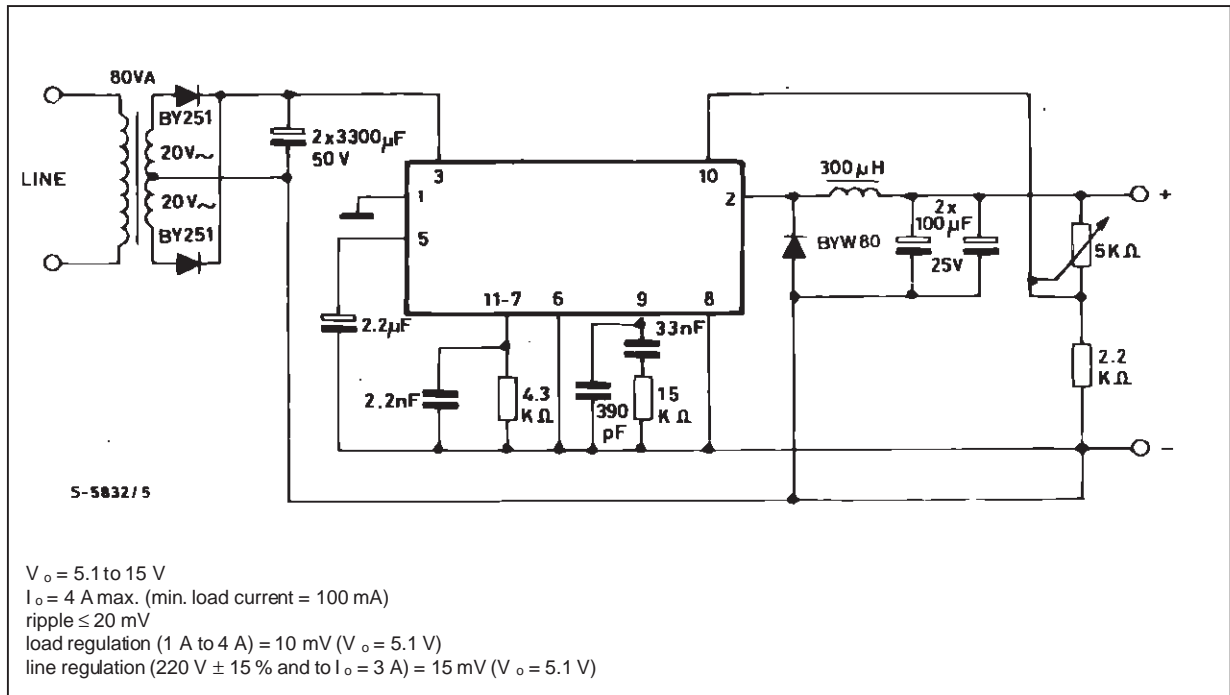 80VA
BY251
20V~
LINE
20V~
BY251
2x3300μF
50V
3
10
1
2
5
11-7
6
9
8
300μH
2x
100μF
25V
BYW80
5KΩ
2.2μF
33nF
2.2nF
4.3
KΩ
390
pF
15
KΩ
2.2
KΩ
+
–
S-5832/5
V o = 5.1 to 15 V
I o = 4 A max. (min. load current = 100 mA)
ripple ≤ 20 mV
load regulation (1 A to 4 A) = 10 mV (V o = 5.1 V)
line regulation (220 V ± 15 % and to I o = 3 A) = 15 mV (V o = 5.1 V)